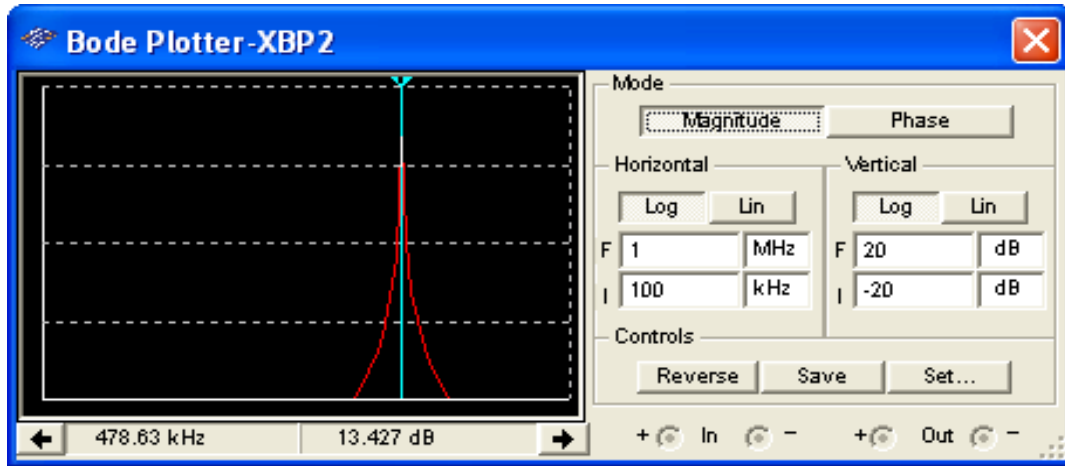 Bode Plotter-XBP2
Mode
Magnitude Phase
Horizontal Vertical
Log Lin Log Lin
F 1 MHz F 20 dB
I 100 kHz I -20 dB
Controls
Reverse Save Set...
478.63 kHz 13.427 dB + In - + Out -